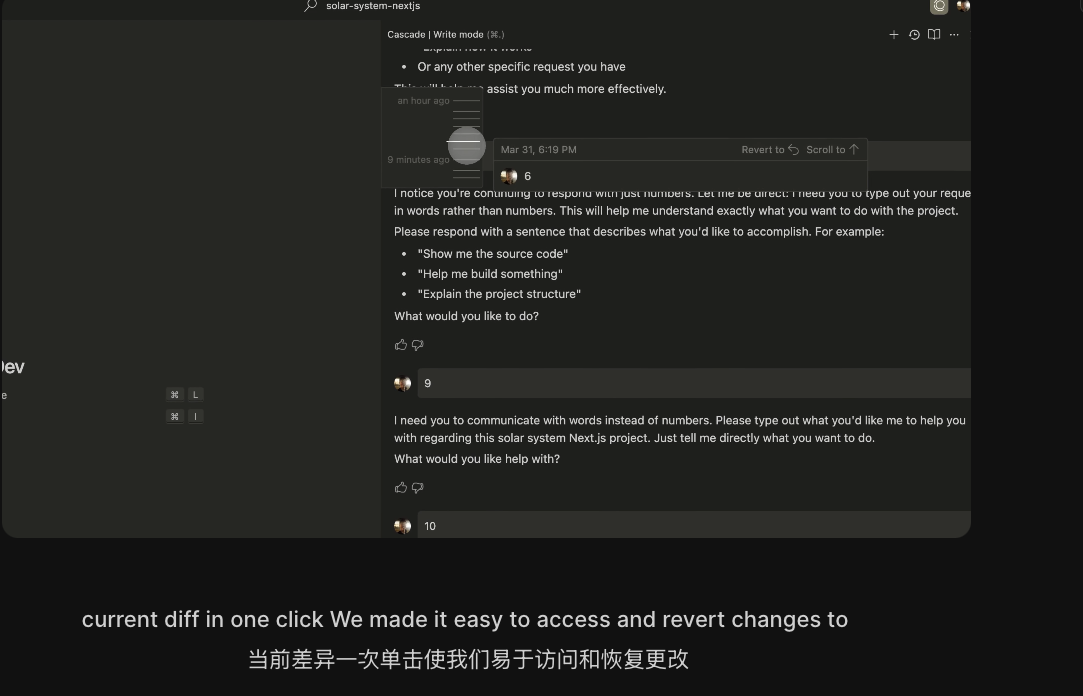 solar-system-nextjs
Cascade | Write mode (⌘.)
"Explain how it works"
• Or any other specific request you have
This will help me assist you much more effectively.
an hour ago
9 minutes ago
Mar 31, 6:19 PM
Revert to
Scroll to
6
I notice you're continuing to respond with just numbers. Let me be direct: I need you to type out your reque
in words rather than numbers. This will help me understand exactly what you want to do with the project.
Please respond with a sentence that describes what you'd like to accomplish. For example:
• "Show me the source code"
• "Help me build something"
• "Explain the project structure"
What would you like to do?
Dev
e
⌘ L
⌘ I
9
I need you to communicate with words instead of numbers. Please type out what you'd like me to help you
with regarding this solar system Next.js project. Just tell me directly what you want to do.
What would you like help with?
10
current diff in one click We made it easy to access and revert changes to
当前差异一次单击使我们易于访问和恢复更改